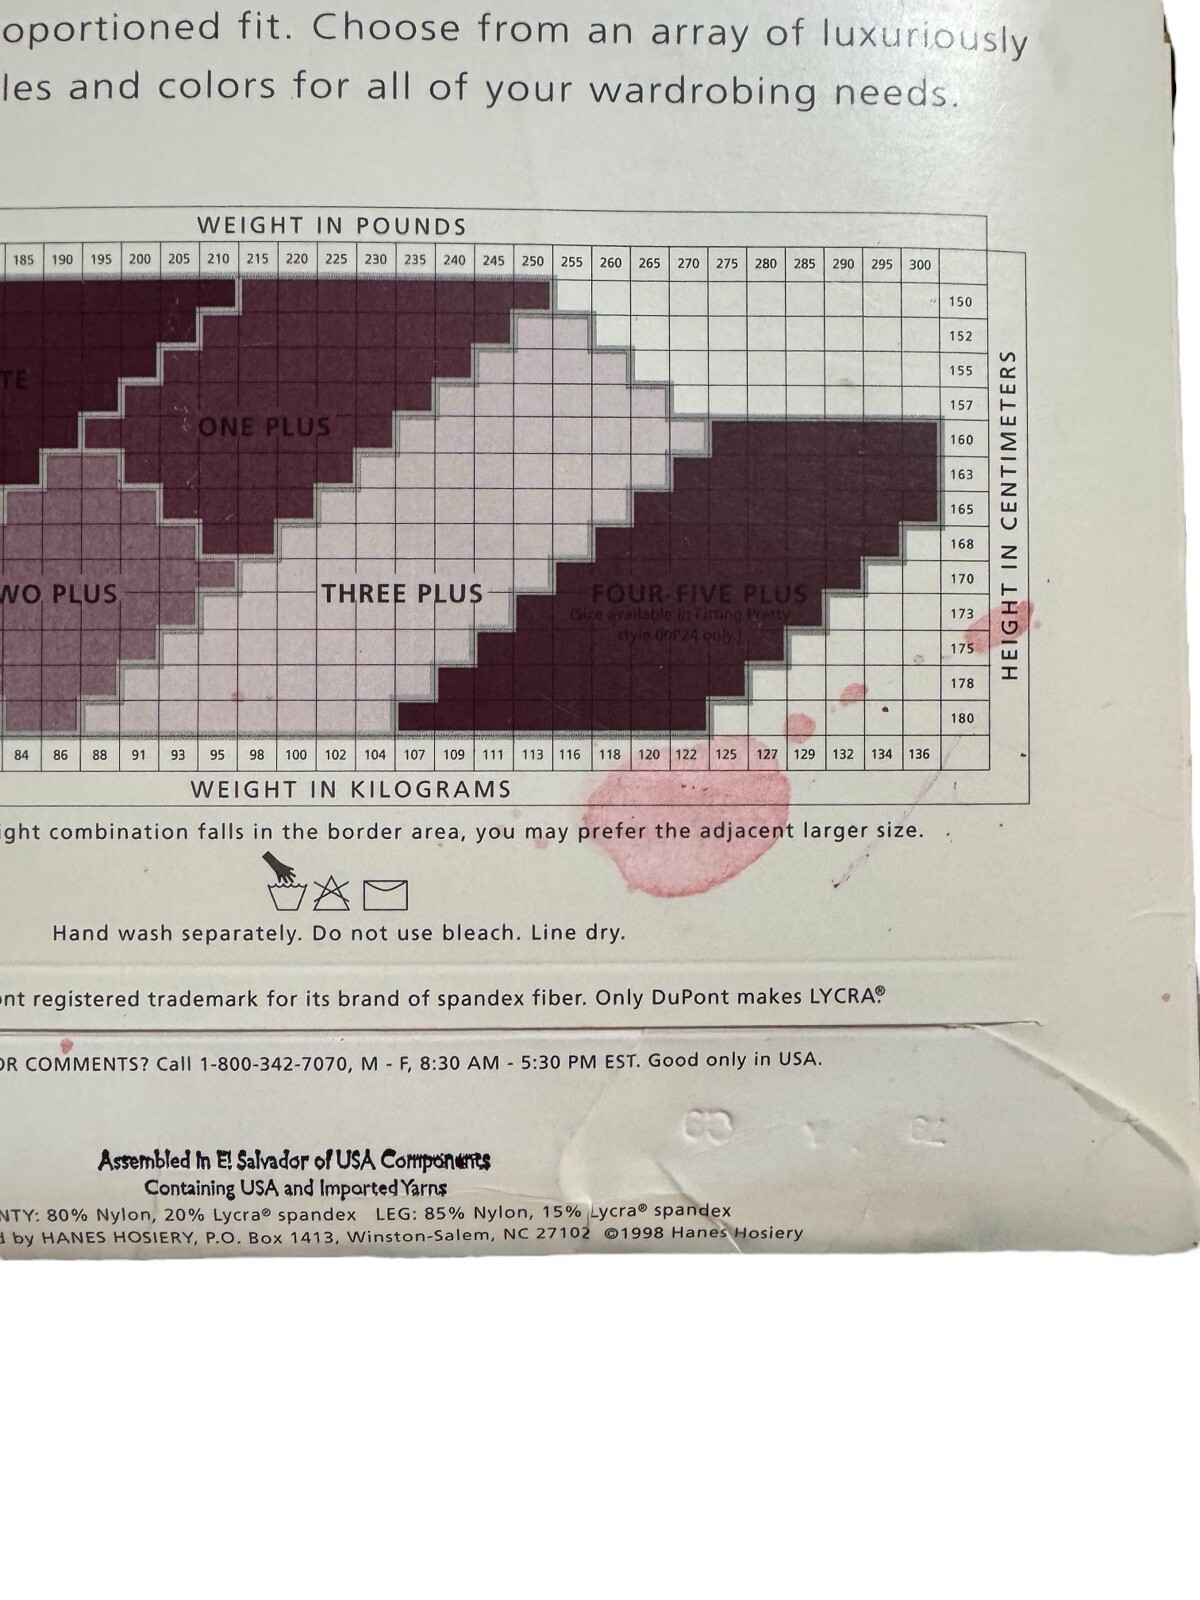 oportioned fit. Choose from an array of luxuriously
les and colors for all of your wardrobing needs.
WEIGHT IN POUNDS
185 190 195 200 205 210 215 220 225 230 235 240 245 250 255 260 265 270 275 280 285 290 295 300
150
152
155
TE
157
ONE PLUS
160
163
165
168
170
WO PLUS THREE PLUS FOUR-FIVE PLUS
(Size available in Fitting Pretty
173
style 00P24 only.)
175
178
180
HEIGHT IN CENTIMETERS
84 86 88 91 93 95 98 100 102 104 107 109 111 113 116 118 120 122 125 127 129 132 134 136
WEIGHT IN KILOGRAMS
ight combination falls in the border area, you may prefer the adjacent larger size.
Hand wash separately. Do not use bleach. Line dry.
nt registered trademark for its brand of spandex fiber. Only DuPont makes LYCRA®.
OR COMMENTS? Call 1-800-342-7070, M - F, 8:30 AM - 5:30 PM EST. Good only in USA.
Assembled In El Salvador of USA Components
Containing USA and Imported Yarns
NTY: 80% Nylon, 20% Lycra® spandex LEG: 85% Nylon, 15% Lycra® spandex
d by HANES HOSIERY, P.O. Box 1413, Winston-Salem, NC 27102 ©1998 Hanes Hosiery